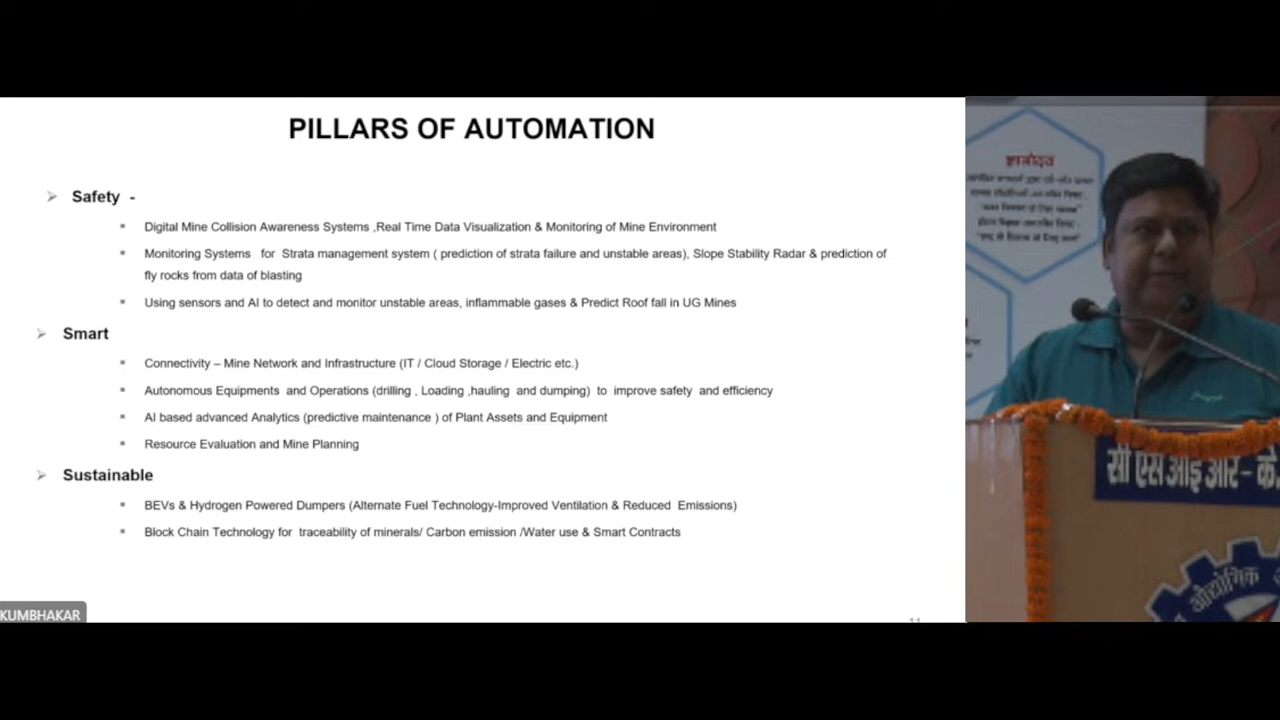 PILLARS OF AUTOMATION
Safety -
Digital Mine Collision Awareness Systems ,Real Time Data Visualization & Monitoring of Mine Environment
Monitoring Systems for Strata management system ( prediction of strata failure and unstable areas), Slope Stability Radar & prediction of
fly rocks from data of blasting
Using sensors and AI to detect and monitor unstable areas, inflammable gases & Predict Roof fall in UG Mines
Smart
Connectivity – Mine Network and Infrastructure (IT / Cloud Storage / Electric etc.)
Autonomous Equipments and Operations (drilling , Loading ,hauling and dumping) to improve safety and efficiency
AI based advanced Analytics (predictive maintenance ) of Plant Assets and Equipment
Resource Evaluation and Mine Planning
Sustainable
BEVs & Hydrogen Powered Dumpers (Alternate Fuel Technology-Improved Ventilation & Reduced Emissions)
Block Chain Technology for traceability of minerals/ Carbon emission /Water use & Smart Contracts
KUMBHAKAR
सी एस आई आर – के.
औद्योगिक